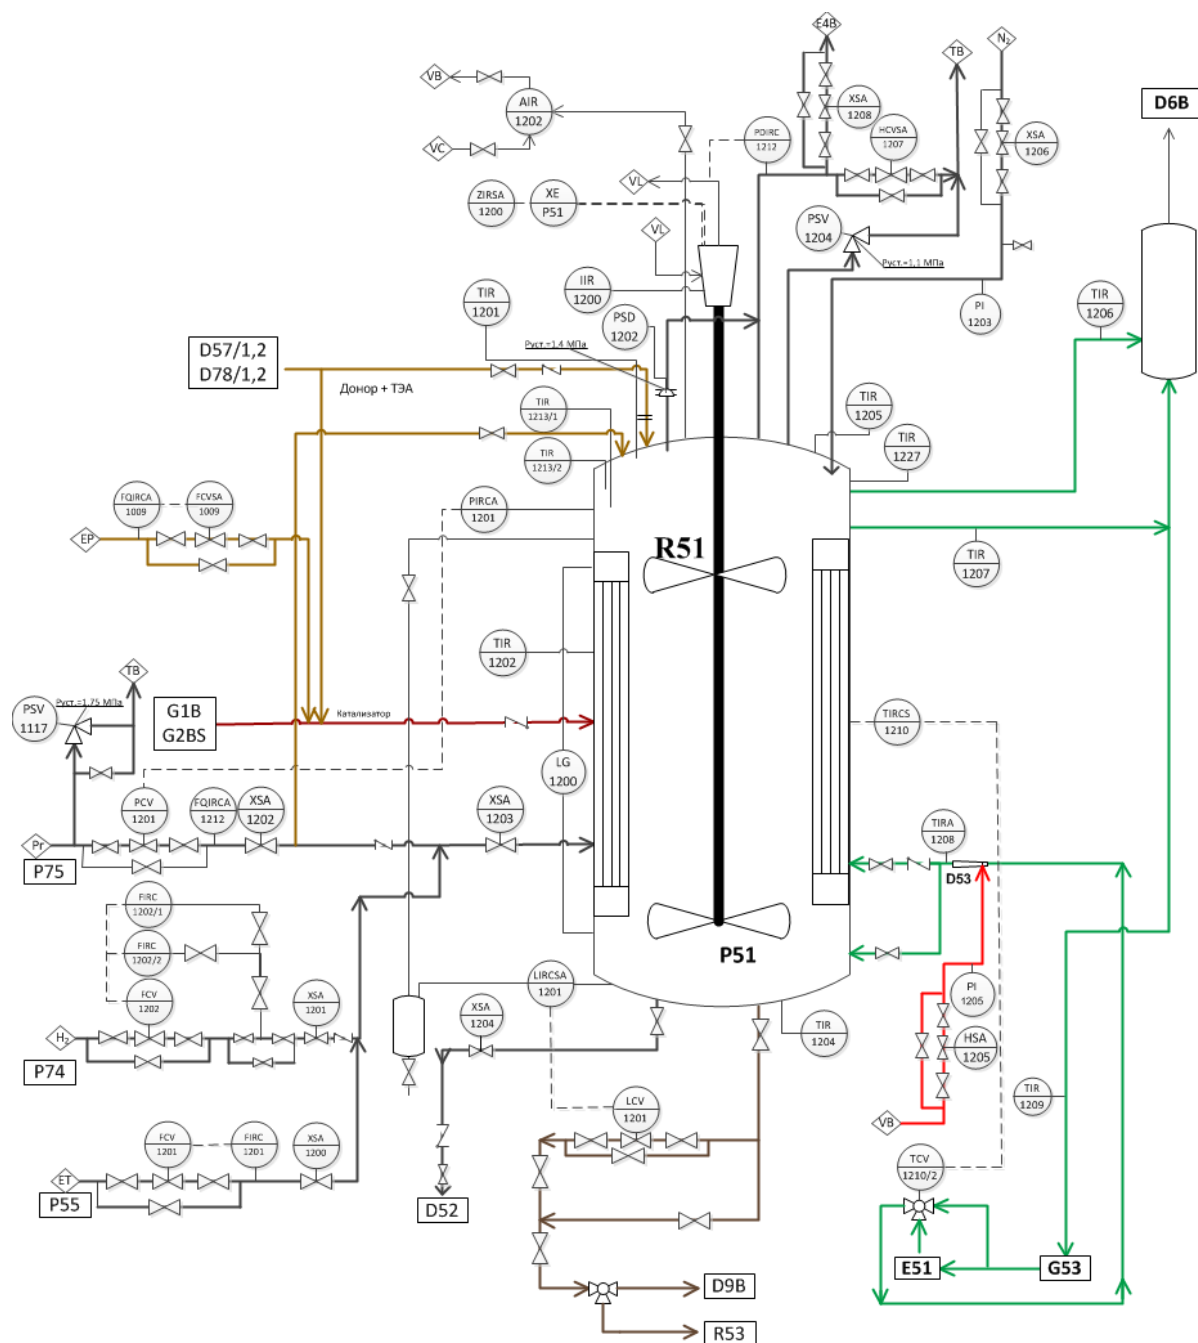 E4B
N₂
TB
VB
AIR
1202
XSA
1208
D6B
VC
PDIRC
1212
HCVSA
1207
XSA
1206
ZIRSA
1200
XE
P51
VL
PSV
1204
VL
Pуст.=1,1 МПа
IIR
1200
TIR
1201
PSD
1202
PI
1203
TIR
1206
Pуст.=1,4 МПа
D57/1,2
D78/1,2
Донор + ТЭА
TIR
1213/1
TIR
1205
TIR
1213/2
TIR
1227
FQIRCA
1009
FCVSA
1009
PIRCA
1201
EP
R51
TIR
1207
TIR
1202
TB
Pуст.=1,75 МПа
PSV
1117
G1B
G2BS
Катализатор
TIRCS
1210
LG
1200
PCV
1201
FQIRCA
1212
XSA
1202
XSA
1203
TIRA
1208
Pr
P75
D53
FIRC
1202/1
FIRC
1202/2
P51
LIRCSA
1201
PI
1205
FCV
1202
XSA
1201
XSA
1204
TIR
1204
HSA
1205
H₂
P74
TIR
1209
LCV
1201
VB
FCV
1201
FIRC
1201
XSA
1200
TCV
1210/2
ET
P55
D52
E51
G53
D9B
R53